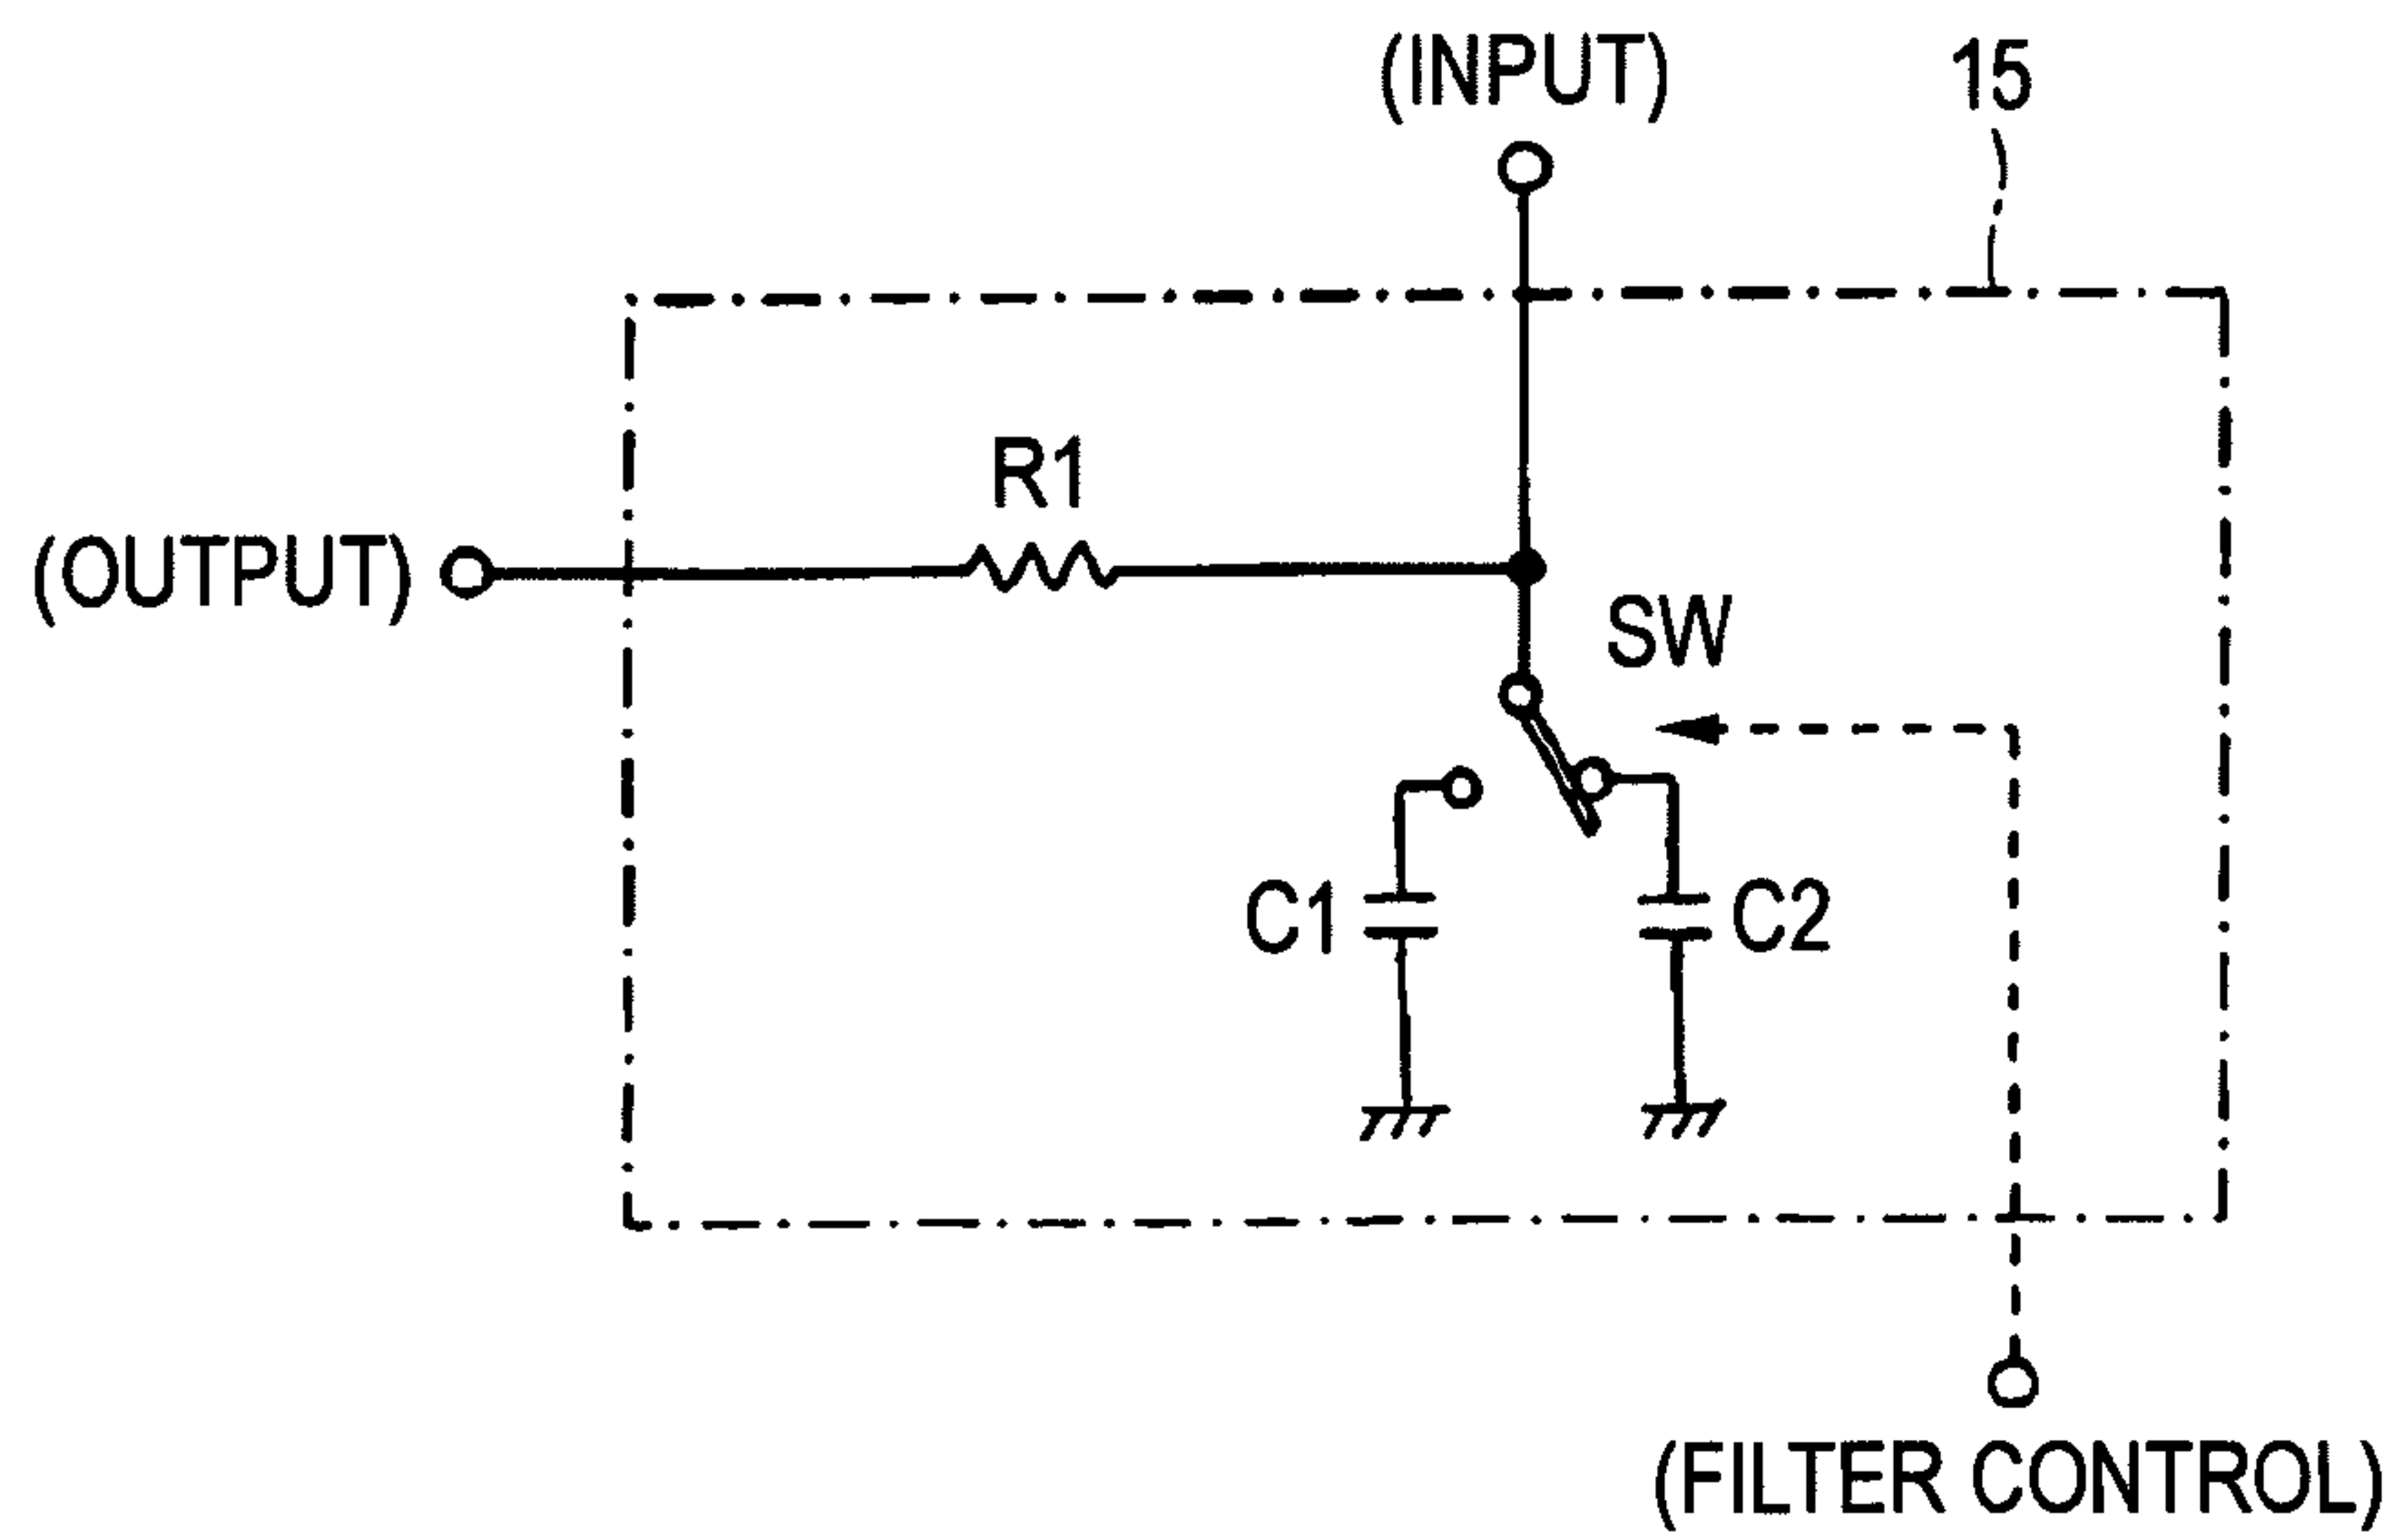 (INPUT)
15
R1
(OUTPUT)
SW
C1
C2
(FILTER CONTROL)